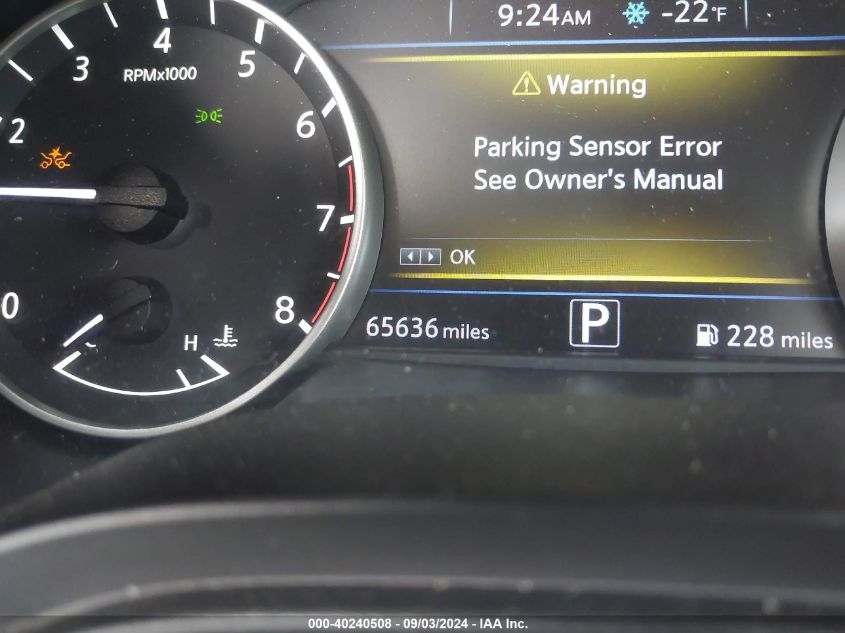 9:24AM -22°F
4
3
5
RPMx1000
Warning
2
6
Parking Sensor Error
See Owner's Manual
7
OK
0
8
65636 miles
P
228 miles
H
000-40240508 - 09/03/2024 - IAA Inc.